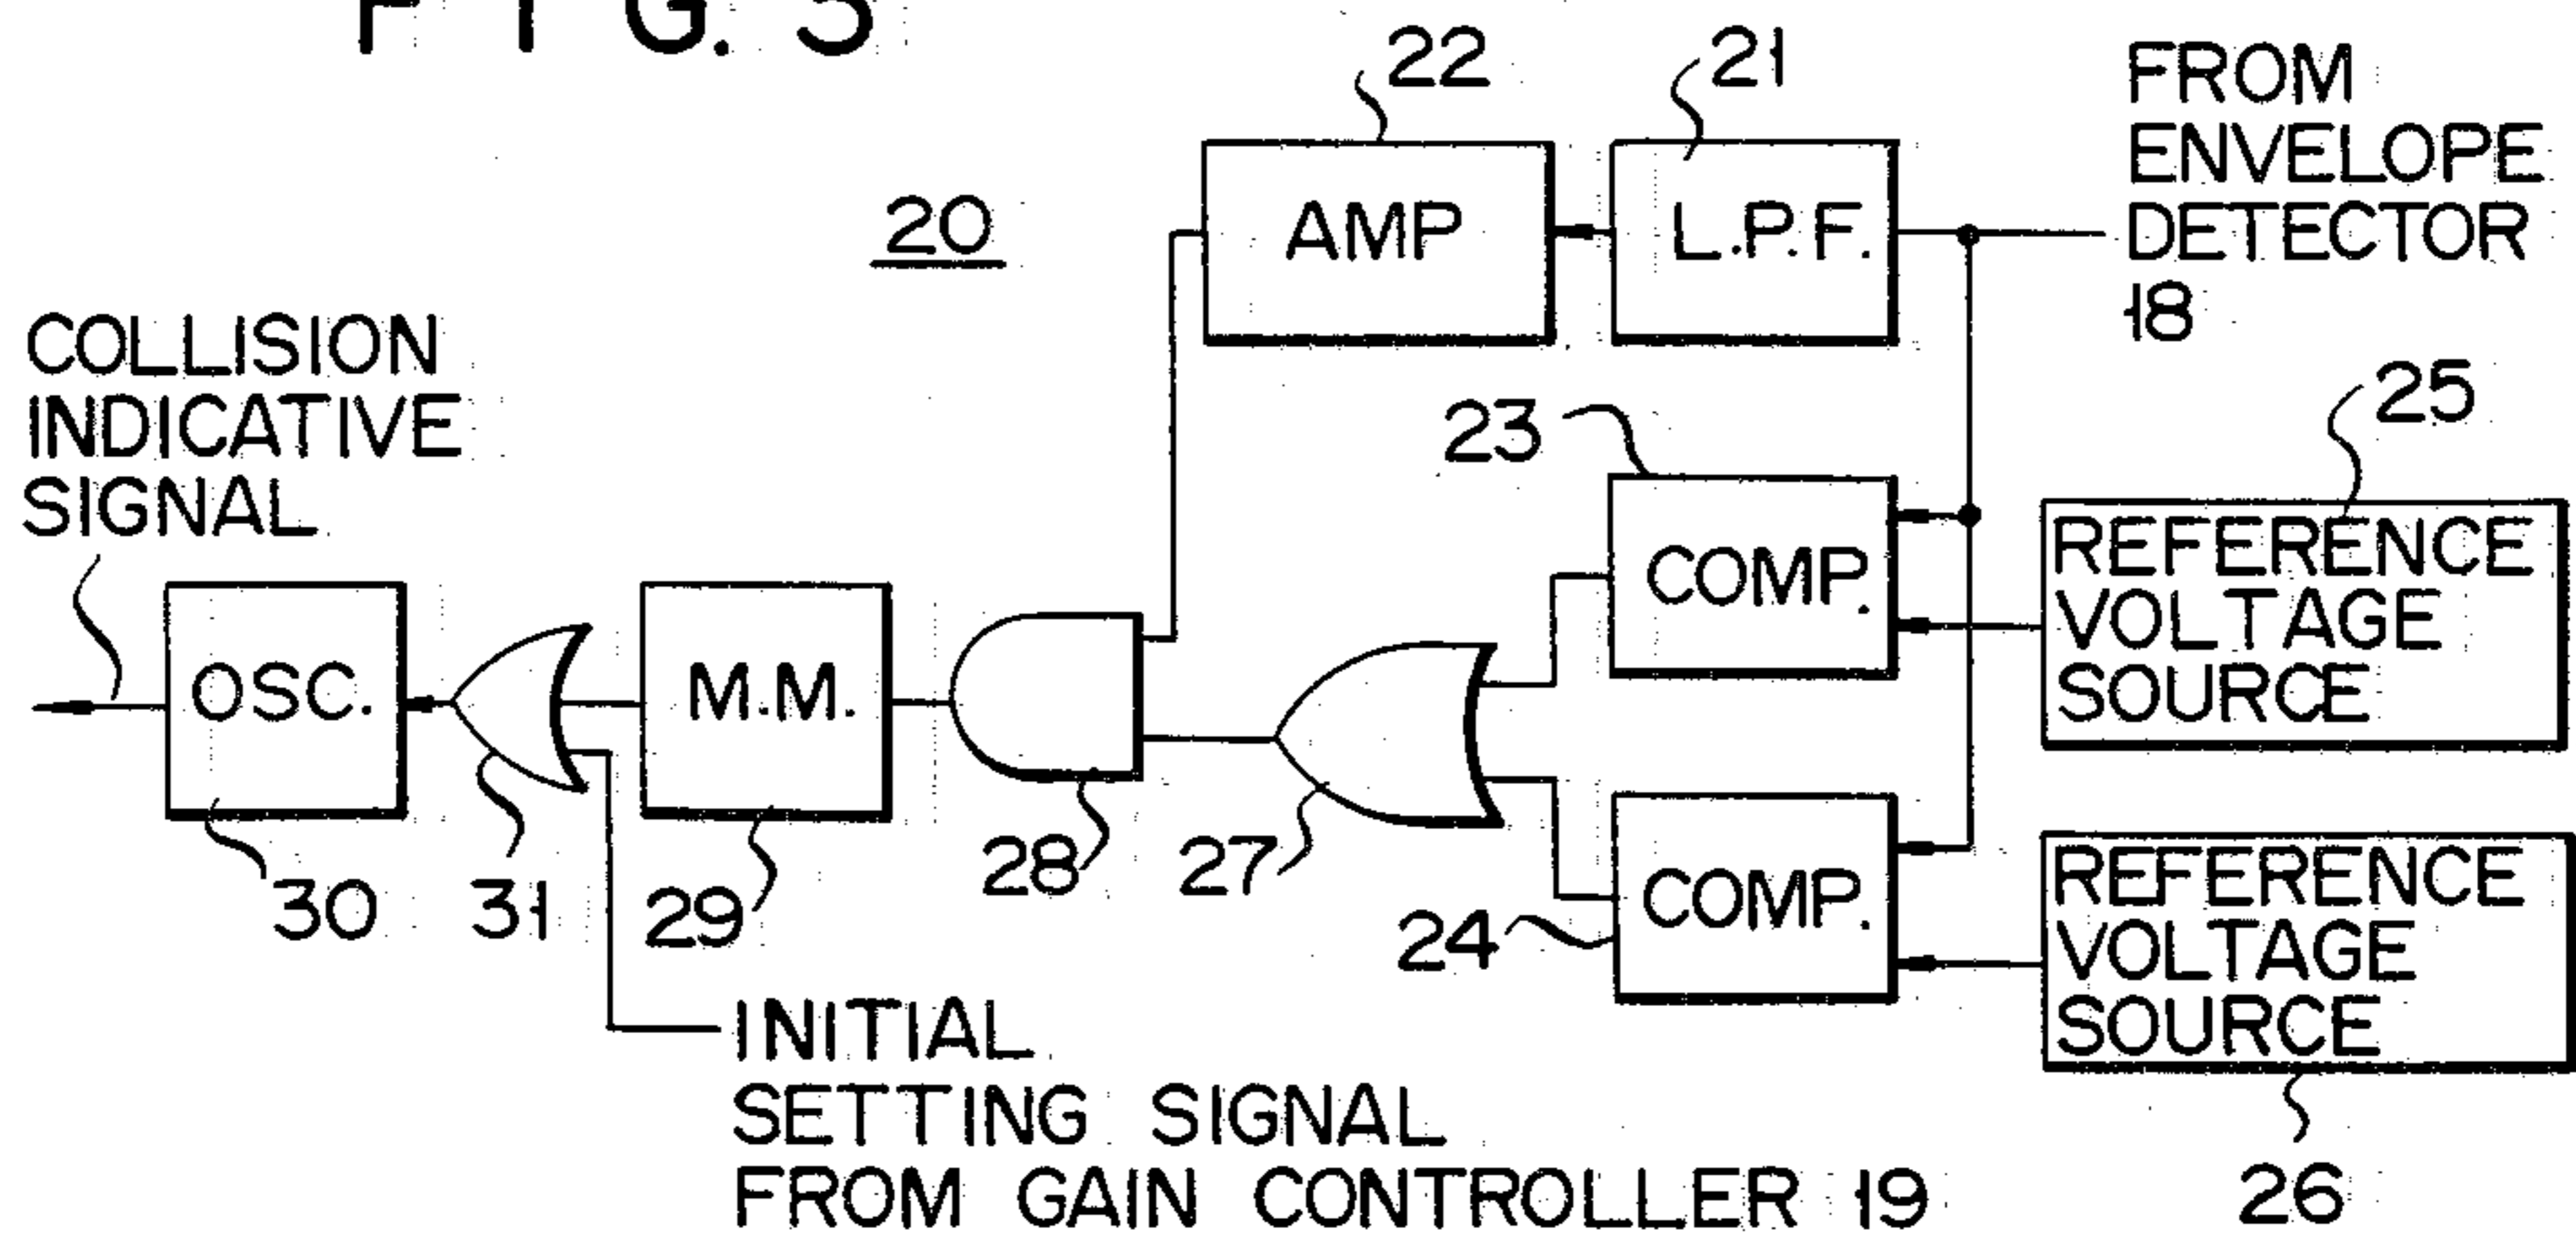 FIG. 3
22
21
FROM
ENVELOPE
DETECTOR
18
20
AMP
L.P.F.
COLLISION
INDICATIVE
SIGNAL
23
25
COMP.
REFERENCE
VOLTAGE
SOURCE
OSC.
M.M.
30
31
29
28
27
24
COMP.
REFERENCE
VOLTAGE
SOURCE
26
INITIAL
SETTING SIGNAL
FROM GAIN CONTROLLER 19